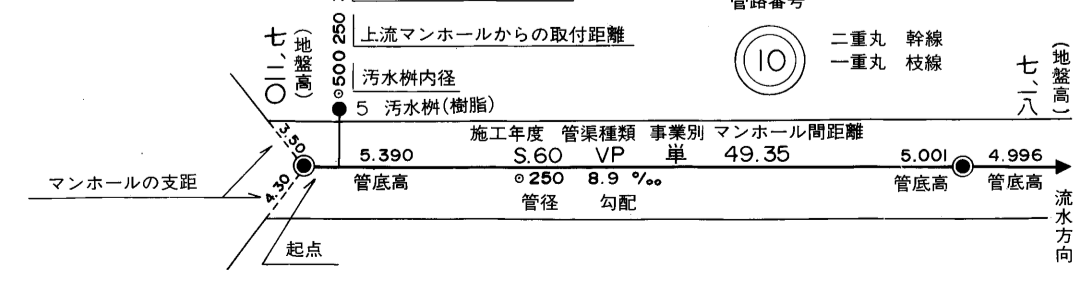 管路番号
上流マンホールからの取付距離
250
二重丸 幹線
10
一重丸 枝線
七、二〇
(地盤高)
七、二八
(地盤高)
500
汚水桝内径
5 汚水桝(樹脂)
施工年度 管渠種類 事業別 マンホール間距離
3.50
5.390 S.60 VP 単 49.35 5.001 4.996
マンホールの支距
4.30
管底高 250 8.9 ‰ 管底高 管底高
管径 勾配
流水方向
起点